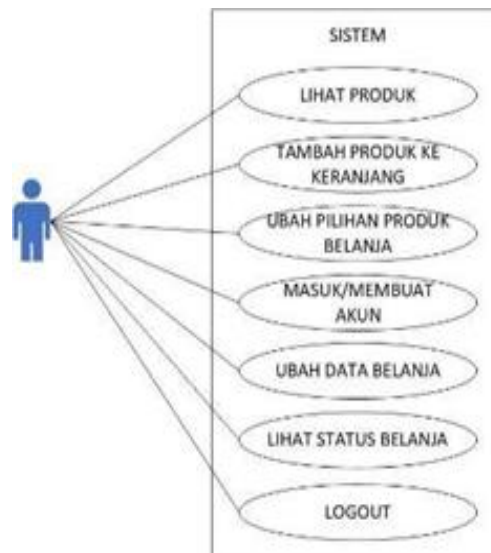 SISTEM
LIHAT PRODUK
TAMBAH PRODUK KE
KERANJANG
UBAH PILIHAN PRODUK
BELANJA
MASUK/MEMBUAT
AKUN
UBAH DATA BELANJA
LIHAT STATUS BELANJA
LOGOUT